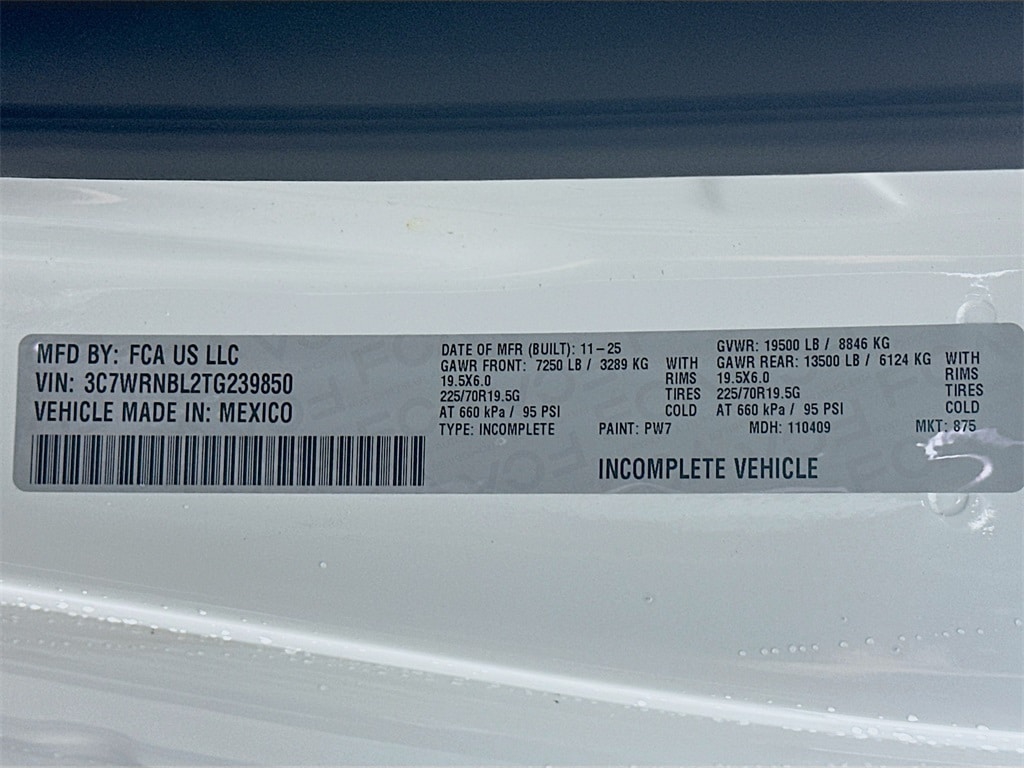 MFD BY: FCA US LLC
VIN: 3C7WRNBL2TG239850
VEHICLE MADE IN: MEXICO
DATE OF MFR (BUILT): 11-25
GAWR FRONT: 7250 LB / 3289 KG WITH
19.5X6.0 RIMS
225/70R19.5G TIRES
AT 660 kPa / 95 PSI COLD
GVWR: 19500 LB / 8846 KG
GAWR REAR: 13500 LB / 6124 KG WITH
19.5X6.0 RIMS
225/70R19.5G TIRES
AT 660 kPa / 95 PSI COLD
TYPE: INCOMPLETE PAINT: PW7 MDH: 110409 MKT: 875
INCOMPLETE VEHICLE